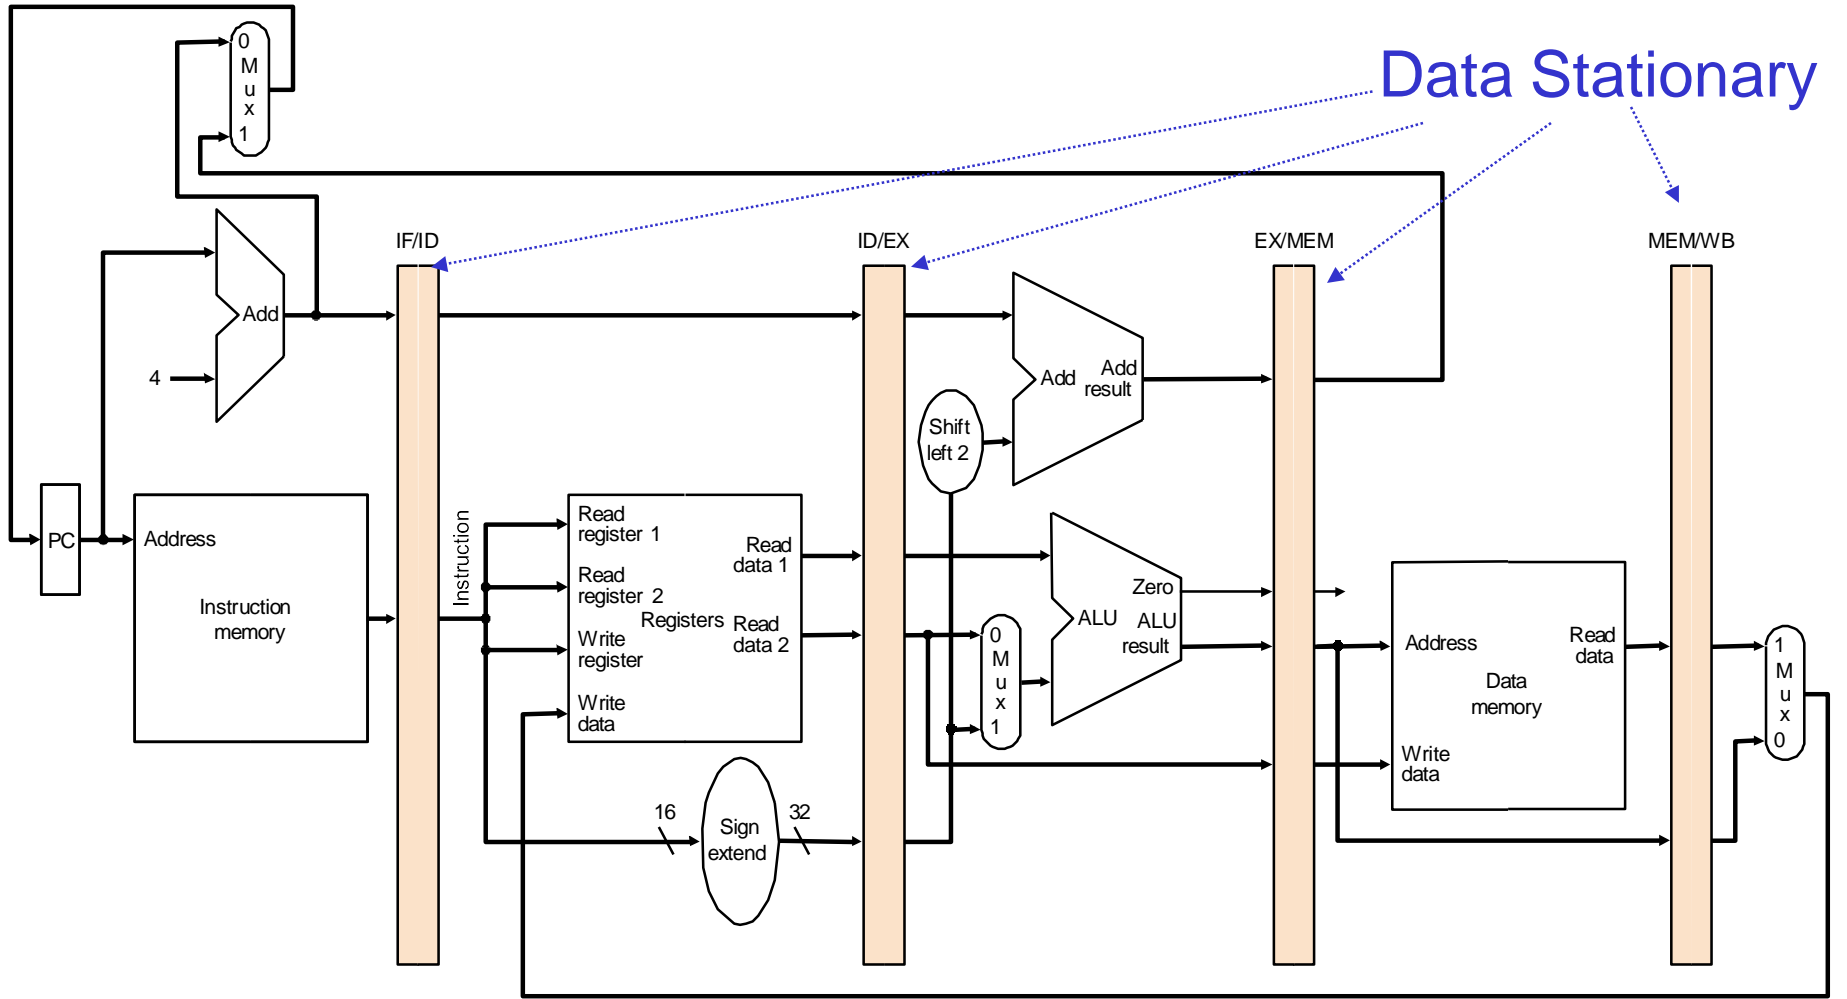 Data Stationary
0
M
u
x
1
IF/ID
ID/EX
EX/MEM
MEM/WB
Add
4
Add
Add
result
Shift
left 2
PC
Address
Instruction
memory
Instruction
Read
register 1
Read
register 2
Write
register
Write
data
Registers
Read
data 1
Read
data 2
16
Sign
extend
32
0
M
u
x
1
Zero
ALU
ALU
result
Address
Read
data
Data
memory
Write
data
1
M
u
x
0